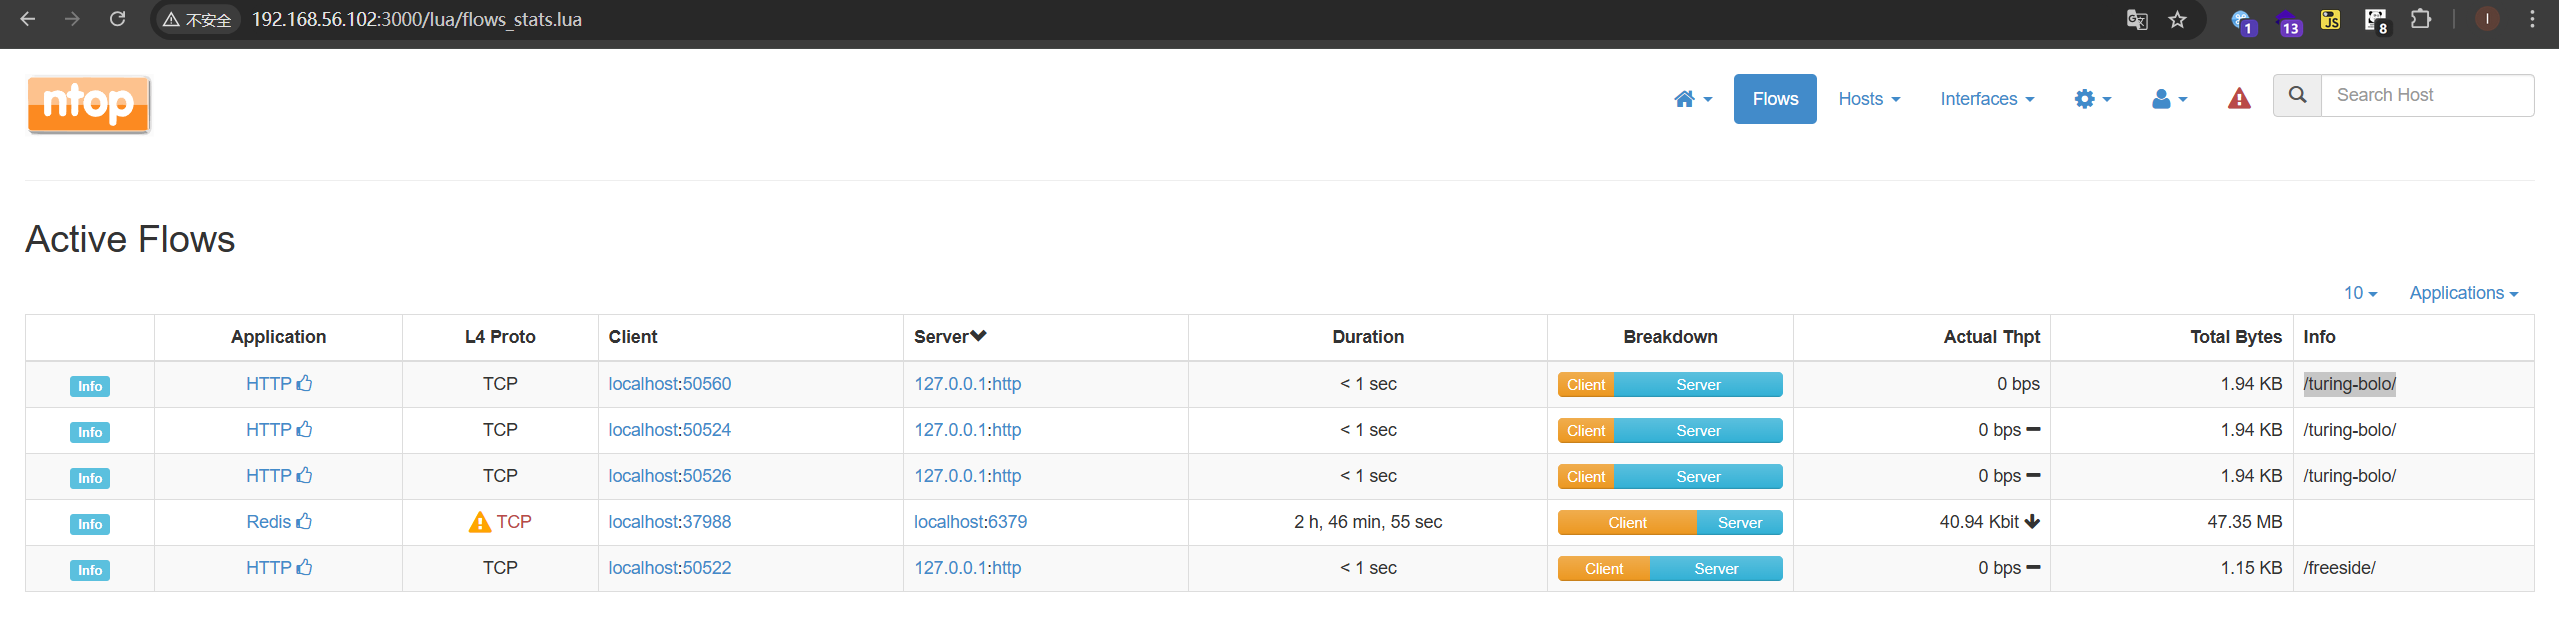 不安全 192.168.56.102:3000/lua/flows_stats.lua 1 13 JS 8 I
ntop Flows Hosts Interfaces Search Host
Active Flows
10 Applications
Application L4 Proto Client Server Duration Breakdown Actual Thpt Total Bytes Info
Info HTTP TCP localhost:50560 127.0.0.1:http < 1 sec Client Server 0 bps 1.94 KB /turing-bolo/
Info HTTP TCP localhost:50524 127.0.0.1:http < 1 sec Client Server 0 bps 1.94 KB /turing-bolo/
Info HTTP TCP localhost:50526 127.0.0.1:http < 1 sec Client Server 0 bps 1.94 KB /turing-bolo/
Info Redis TCP localhost:37988 localhost:6379 2 h, 46 min, 55 sec Client Server 40.94 Kbit 47.35 MB
Info HTTP TCP localhost:50522 127.0.0.1:http < 1 sec Client Server 0 bps 1.15 KB /freeside/